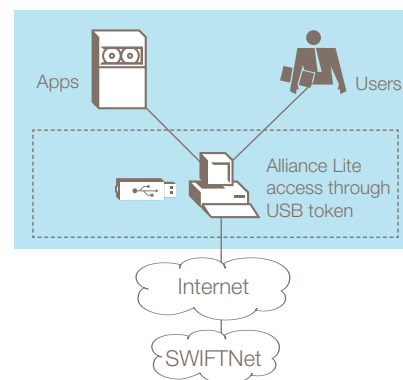 Apps
Users
Alliance Lite
access through
USB token
Internet
SWIFTNet